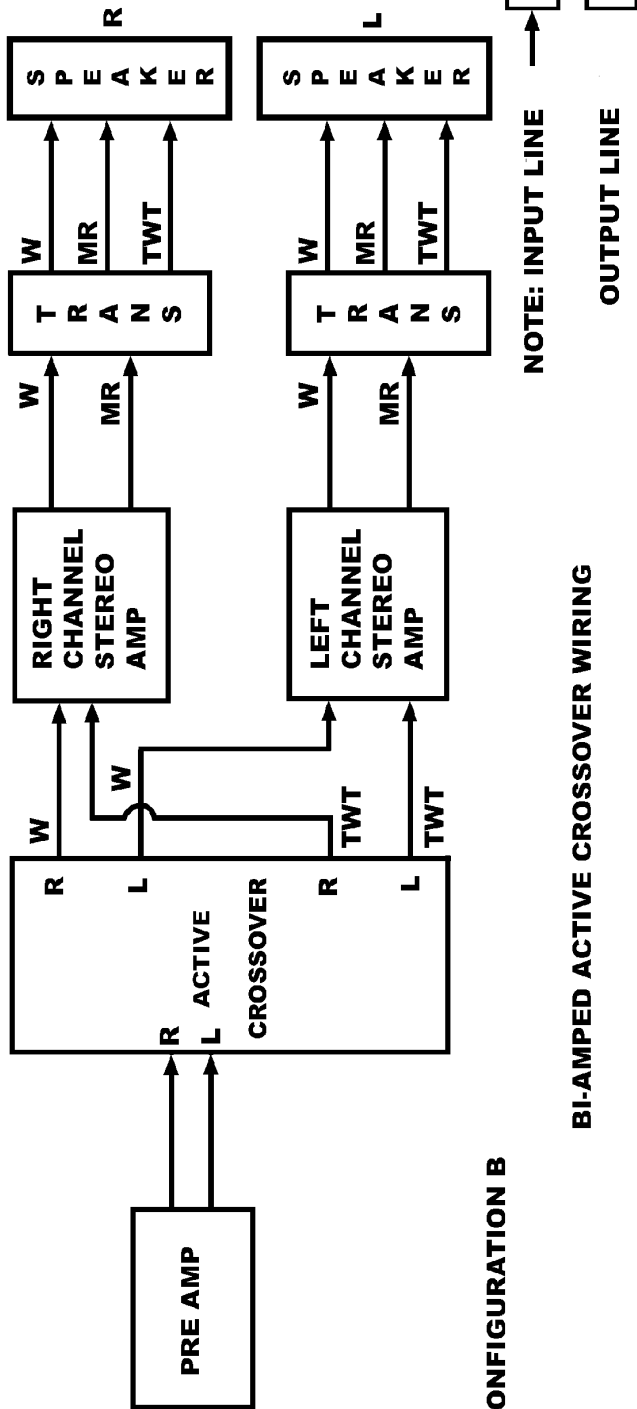 PRE AMP
R
L
ACTIVE
CROSSOVER
R
L
R
L
W
W
TWT
TWT
RIGHT
CHANNEL
STEREO
AMP
LEFT
CHANNEL
STEREO
AMP
W
MR
W
MR
TRANS
TRANS
W
MR
TWT
W
MR
TWT
SPEAKER
R
SPEAKER
L
ONFIGURATION B
BI-AMPED ACTIVE CROSSOVER WIRING
NOTE: INPUT LINE
OUTPUT LINE